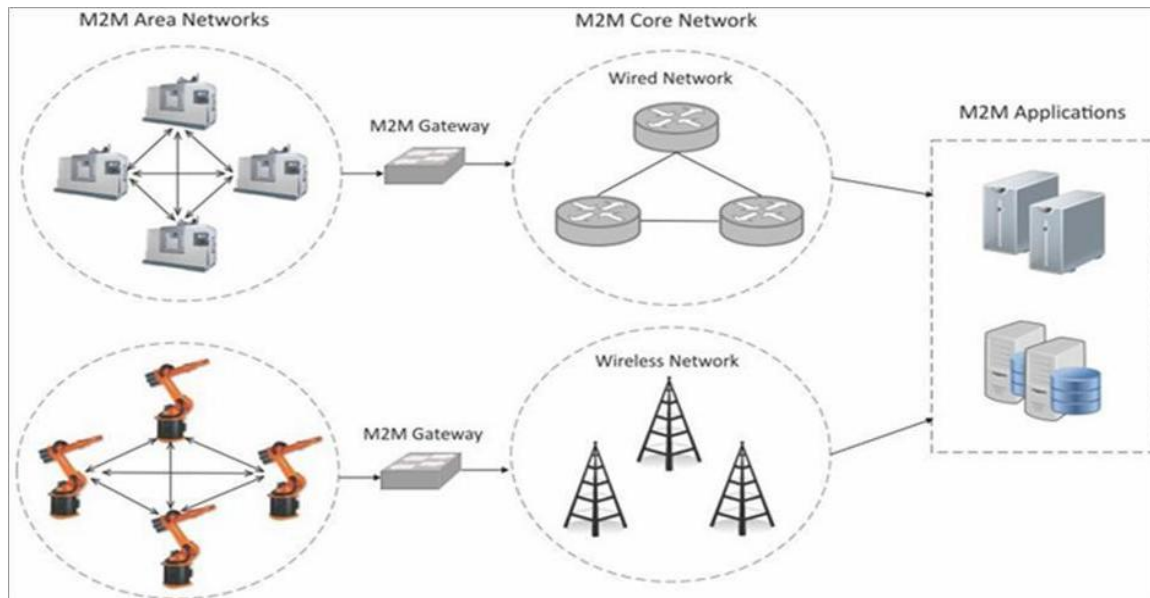 M2M Area Networks
M2M Core Network
Wired Network
M2M Gateway
M2M Applications
Wireless Network
M2M Gateway